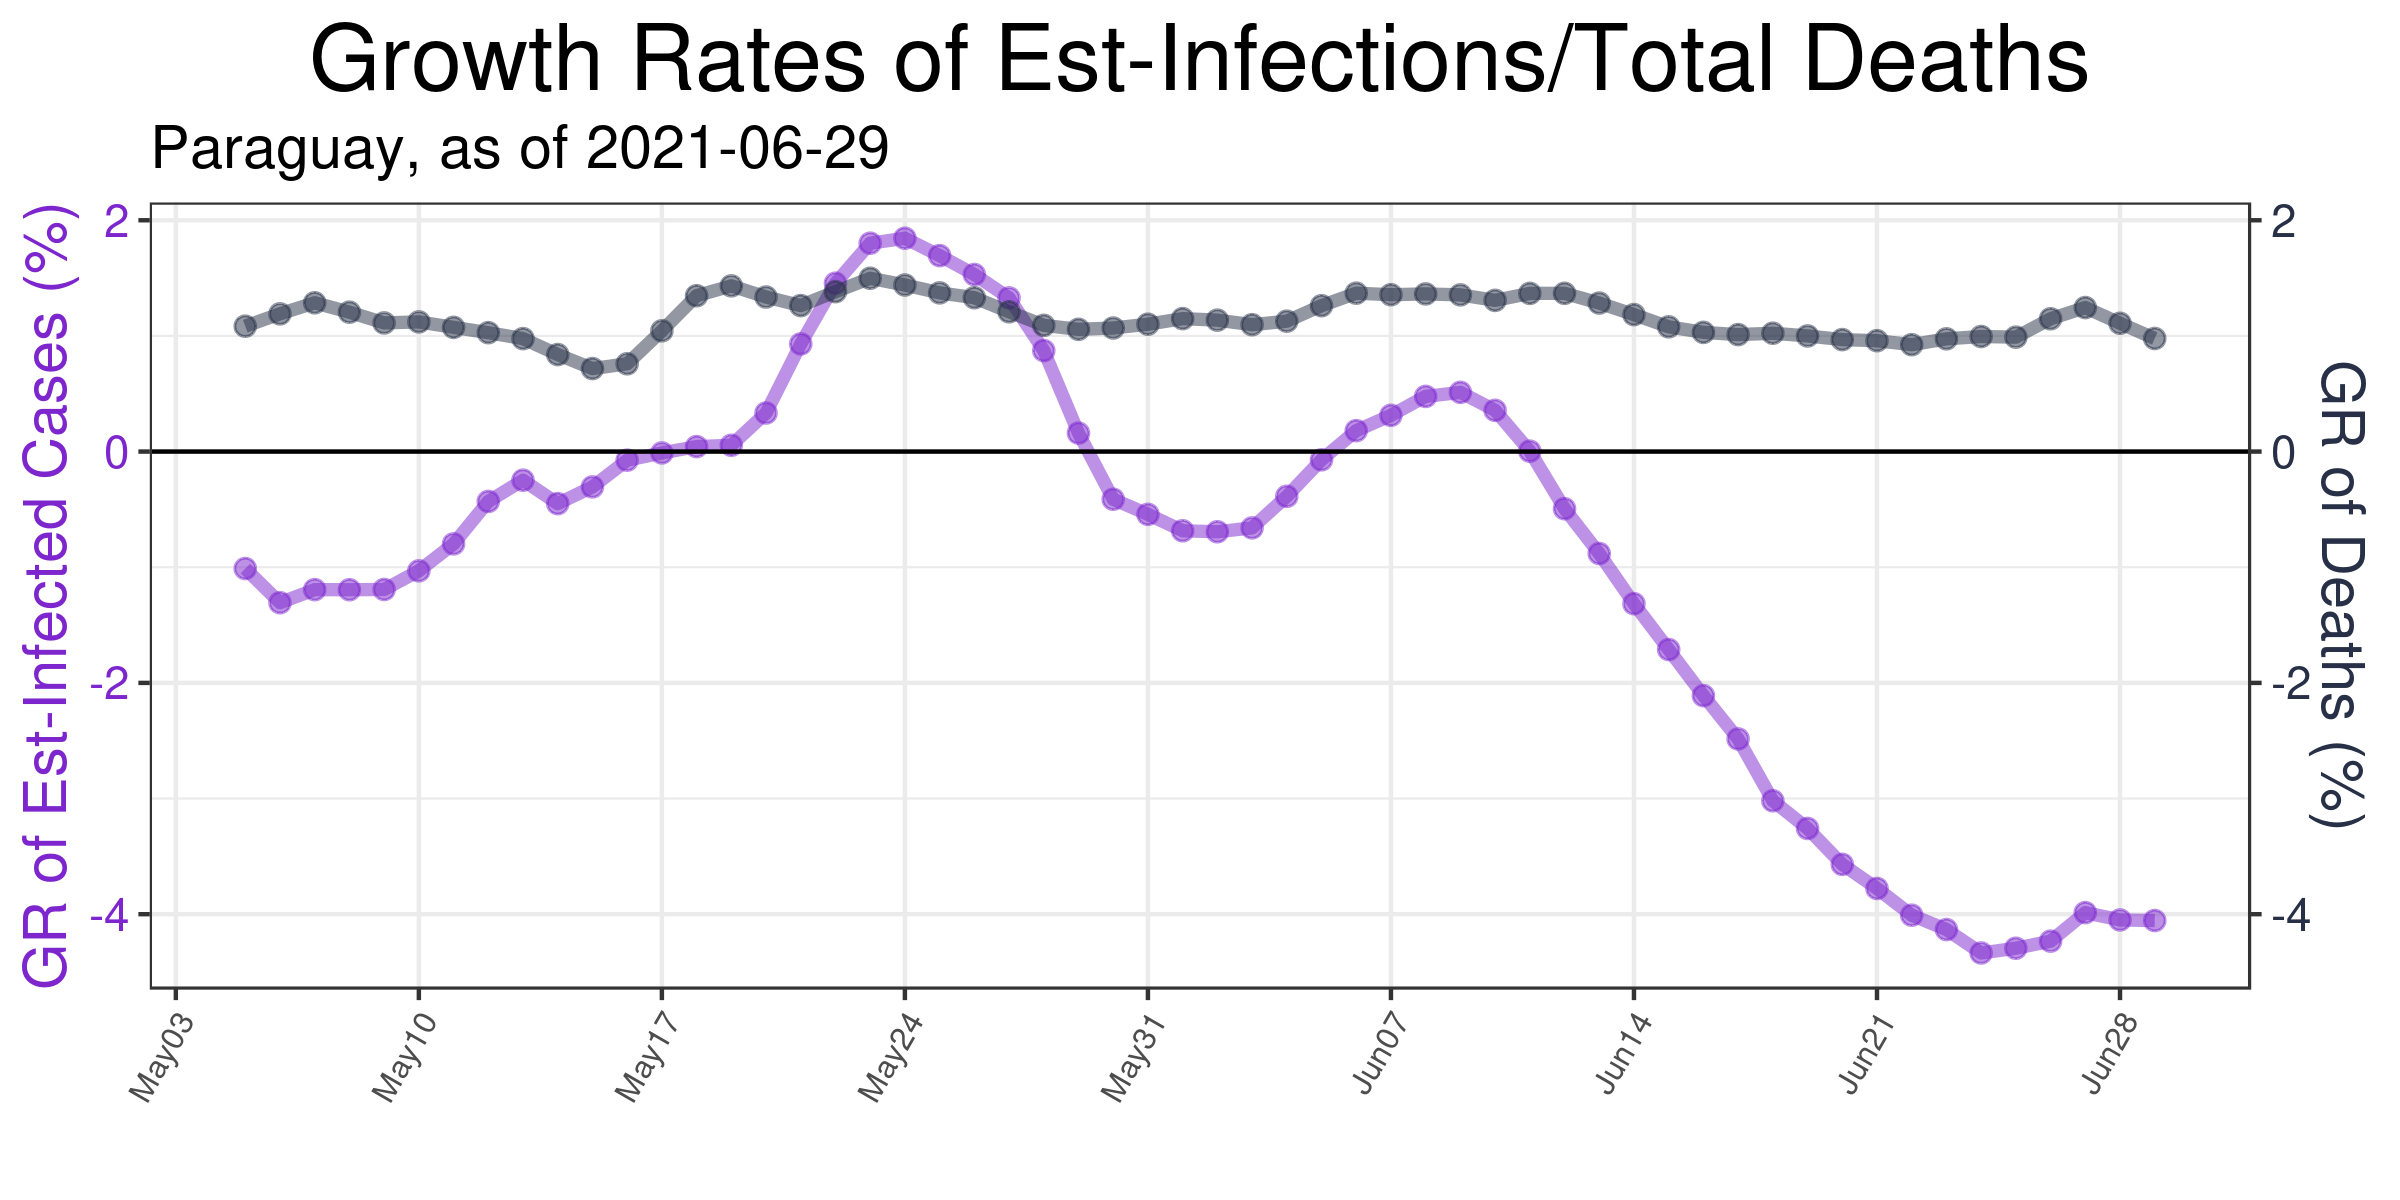 Growth Rates of Est-Infections/Total Deaths
Paraguay, as of 2021-06-29
GR of Est-Infected Cases (%)
2
0
-2
-4
2
0
-2
-4
GR of Deaths (%)
May03
May10
May17
May24
May31
Jun07
Jun14
Jun21
Jun28